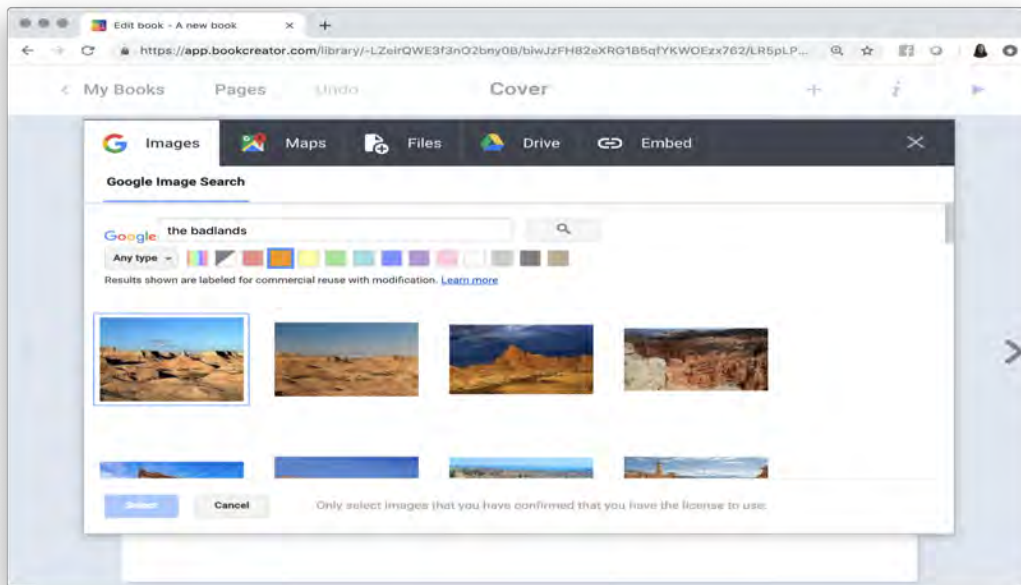 Edit book - A new book × +
https://app.bookcreator.com/library/-LZeirQWE3f3nO2bny0B/biwJzFH82eXRG1B5qfYKWOEzx762/LR5pLP...
< My Books Pages Undo Cover + i
Images Maps Files Drive Embed ×
Google Image Search
Google the badlands
Any type
Results shown are labeled for commercial reuse with modification. Learn more
Select Cancel Only select images that you have confirmed that you have the license to use.